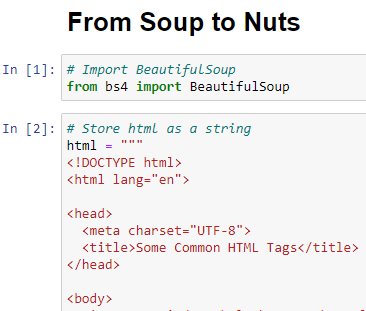 From Soup to Nuts
In [1]: # Import BeautifulSoup
from bs4 import BeautifulSoup
In [2]: # Store html as a string
html = """
<!DOCTYPE html>
<html lang="en">
<head>
<meta charset="UTF-8">
<title>Some Common HTML Tags</title>
</head>
<body>